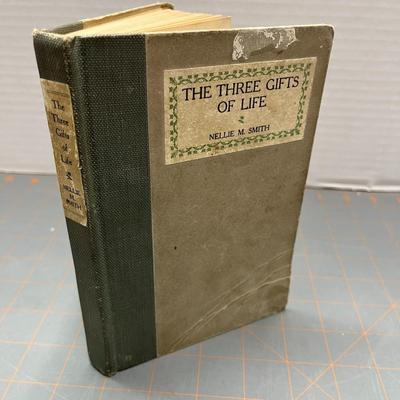 THE THREE GIFTS
OF LIFE
NELLIE M. SMITH
The
Three
Gifts
of
Life
NELLIE
M.
SMITH